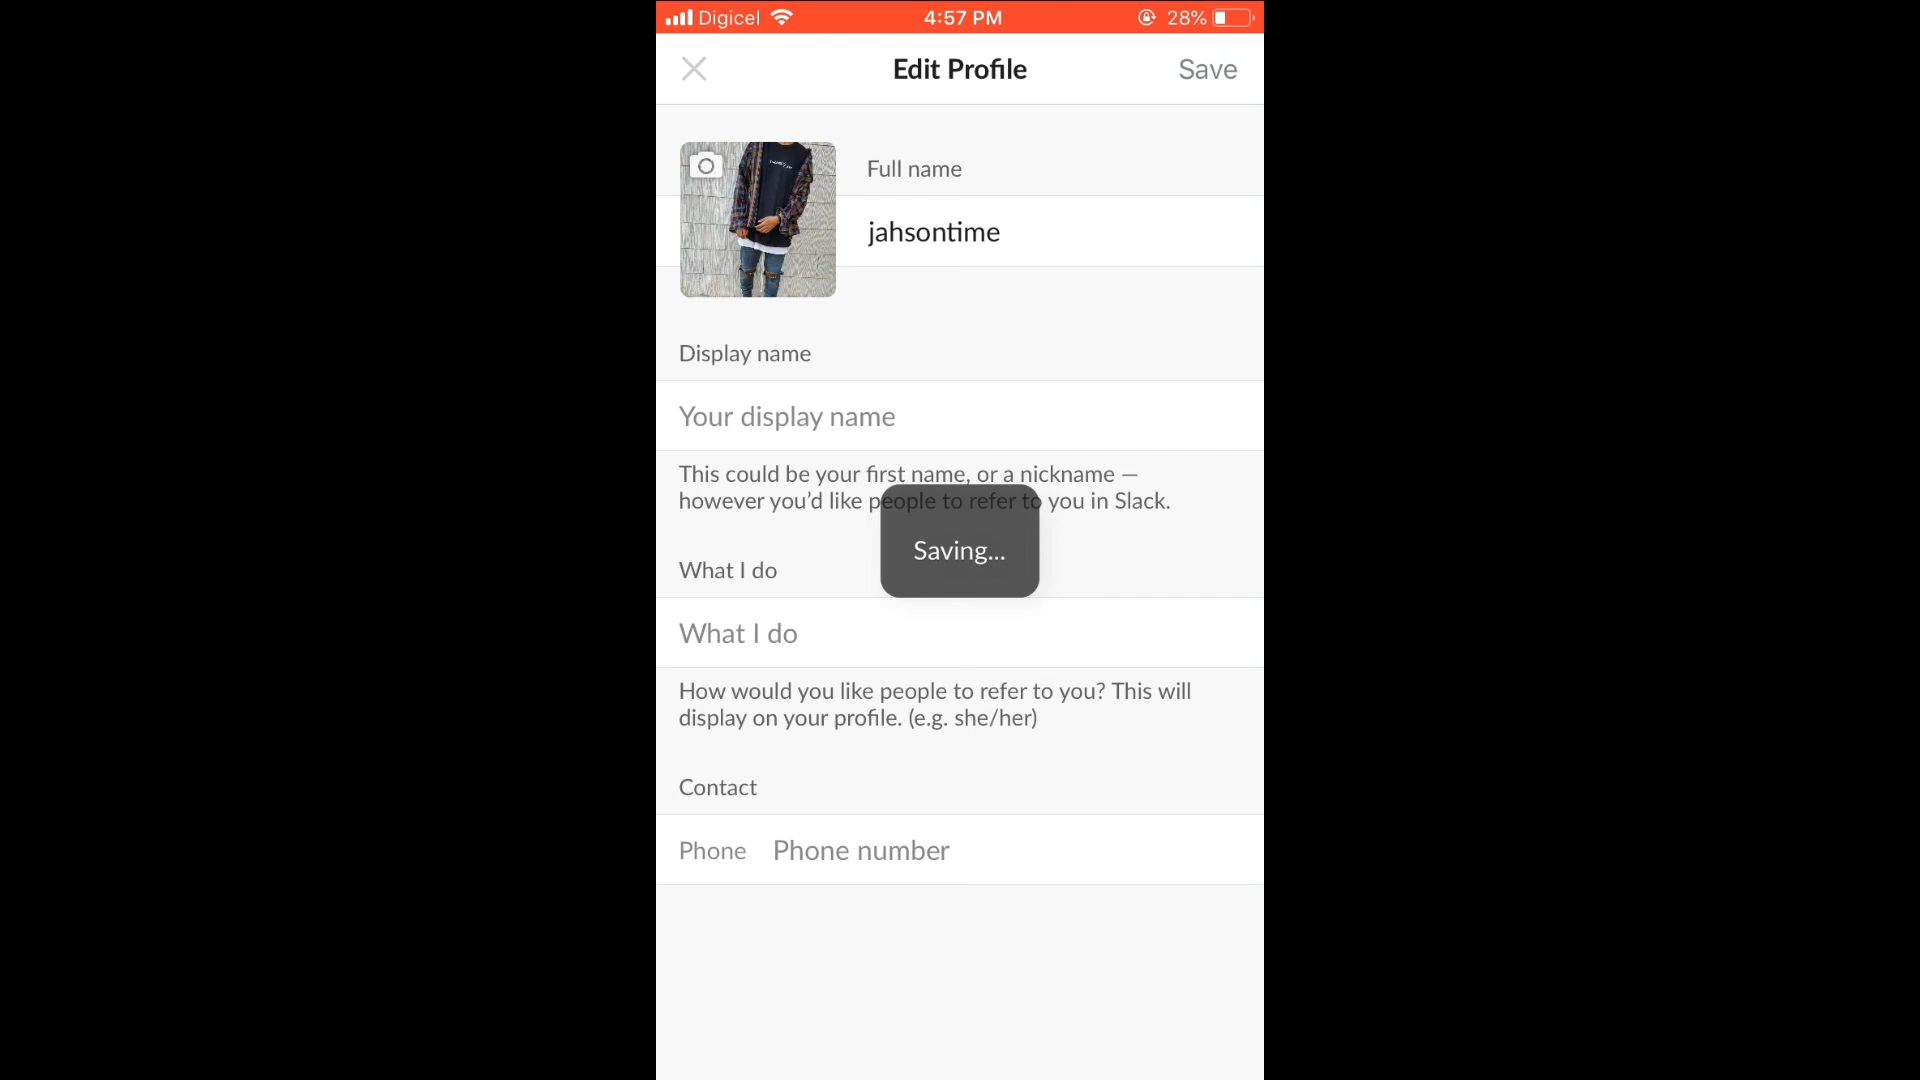 Digicel 4:57 PM 28%
Edit Profile Save
Full name
jahsontime
Display name
Your display name
This could be your first name, or a nickname —
however you’d like people to refer to you in Slack.
Saving...
What I do
What I do
How would you like people to refer to you? This will
display on your profile. (e.g. she/her)
Contact
Phone Phone number